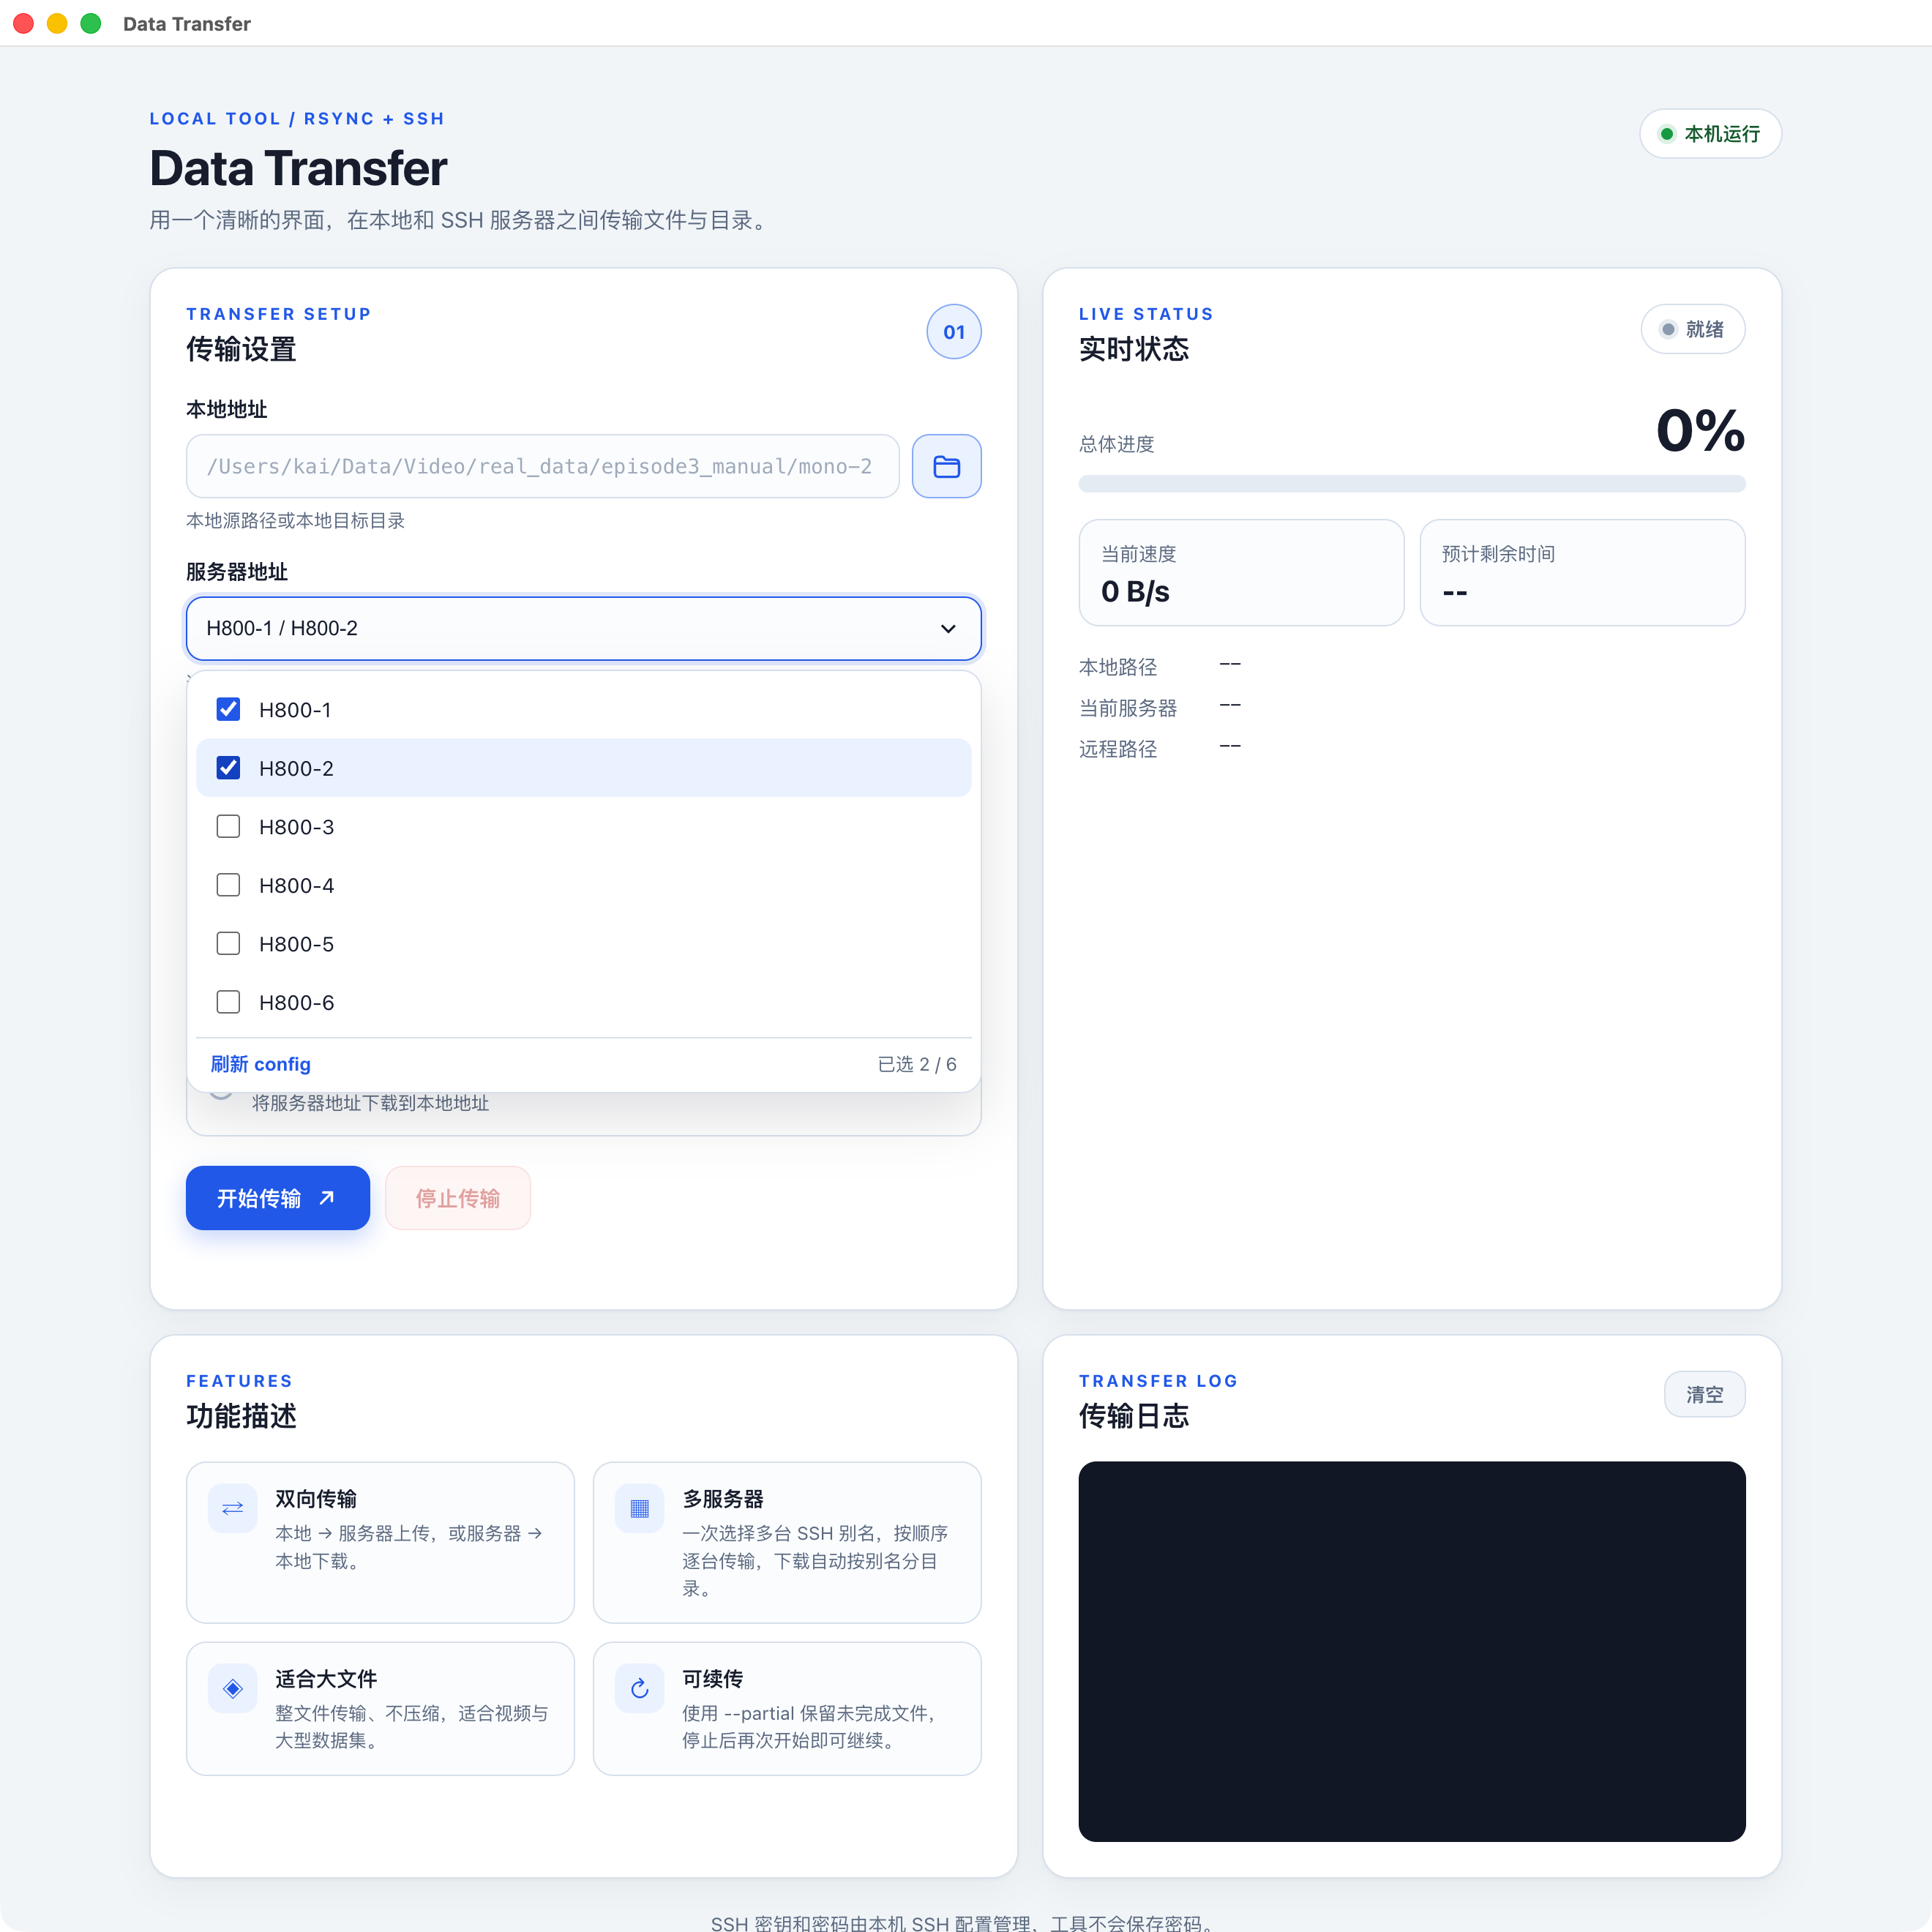 Data Transfer
LOCAL TOOL / RSYNC + SSH
Data Transfer
用一个清晰的界面，在本地和 SSH 服务器之间传输文件与目录。
本机运行
TRANSFER SETUP
传输设置
01
本地地址
/Users/kai/Data/Video/real_data/episode3_manual/mono-2
本地源路径或本地目标目录
服务器地址
H800-1 / H800-2
H800-1
H800-2
H800-3
H800-4
H800-5
H800-6
刷新 config
已选 2 / 6
将服务器地址下载到本地地址
开始传输
停止传输
LIVE STATUS
实时状态
就绪
总体进度
0%
当前速度
0 B/s
预计剩余时间
--
本地路径 —
当前服务器 —
远程路径 —
FEATURES
功能描述
双向传输
本地 → 服务器上传，或服务器 →
本地下载。
多服务器
一次选择多台 SSH 别名，按顺序
逐台传输，下载自动按别名分目
录。
适合大文件
整文件传输、不压缩，适合视频与
大型数据集。
可续传
使用 --partial 保留未完成文件，
停止后再次开始即可继续。
TRANSFER LOG
传输日志
清空
SSH 密钥和密码由本机 SSH 配置管理，工具不会保存密码。